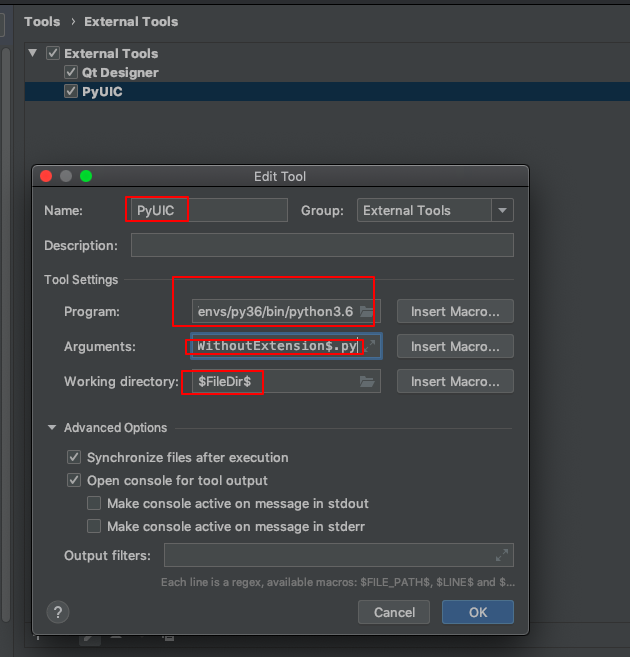 Tools › External Tools
External Tools
Qt Designer
PyUIC
Edit Tool
Name: PyUIC Group: External Tools
Description:
Tool Settings
Program: envs/py36/bin/python3.6 Insert Macro...
Arguments: WithoutExtension$.py Insert Macro...
Working directory: $FileDir$ Insert Macro...
Advanced Options
Synchronize files after execution
Open console for tool output
Make console active on message in stdout
Make console active on message in stderr
Output filters:
Each line is a regex, available macros: $FILE_PATH$, $LINE$ and $...
? Cancel OK